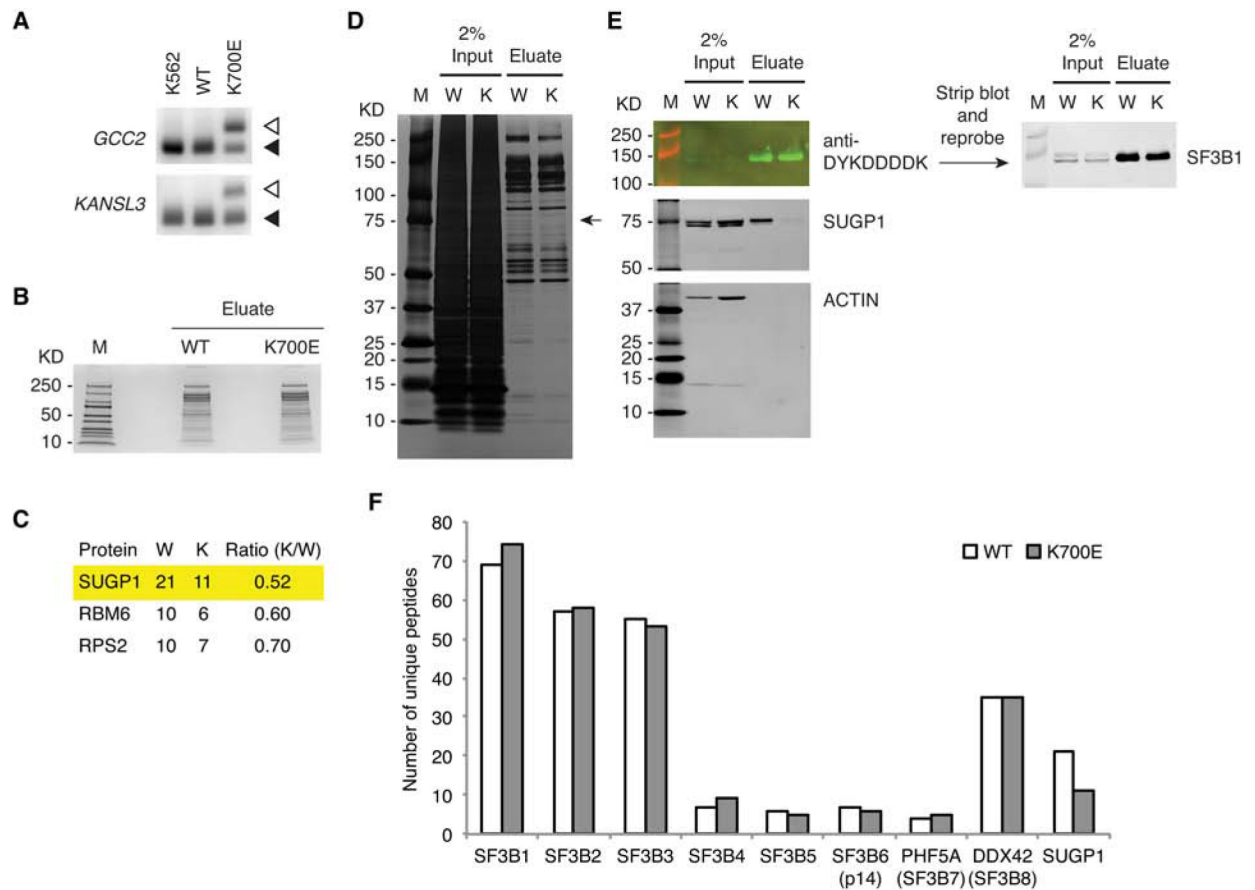 A
K562
WT
K700E
GCC2
KANSL3
B
Eluate
KD
M
WT
K700E
250
50
10
C
Protein W K Ratio (K/W)
SUGP1 21 11 0.52
RBM6 10 6 0.60
RPS2 10 7 0.70
D
2%
Input
Eluate
KD
M
W
K
W
K
250
150
100
75
50
37
25
20
15
10
E
2%
Input
Eluate
KD
M
W
K
W
K
250
150
100
anti-
DYKDDDDK
75
50
SUGP1
ACTIN
37
25
20
15
10
Strip blot
and
reprobe
2%
Input
Eluate
M
W
K
W
K
SF3B1
F
Number of unique peptides
80
70
60
50
40
30
20
10
0
WT
K700E
SF3B1
SF3B2
SF3B3
SF3B4
SF3B5
SF3B6
(p14)
PHF5A
(SF3B7)
DDX42
(SF3B8)
SUGP1